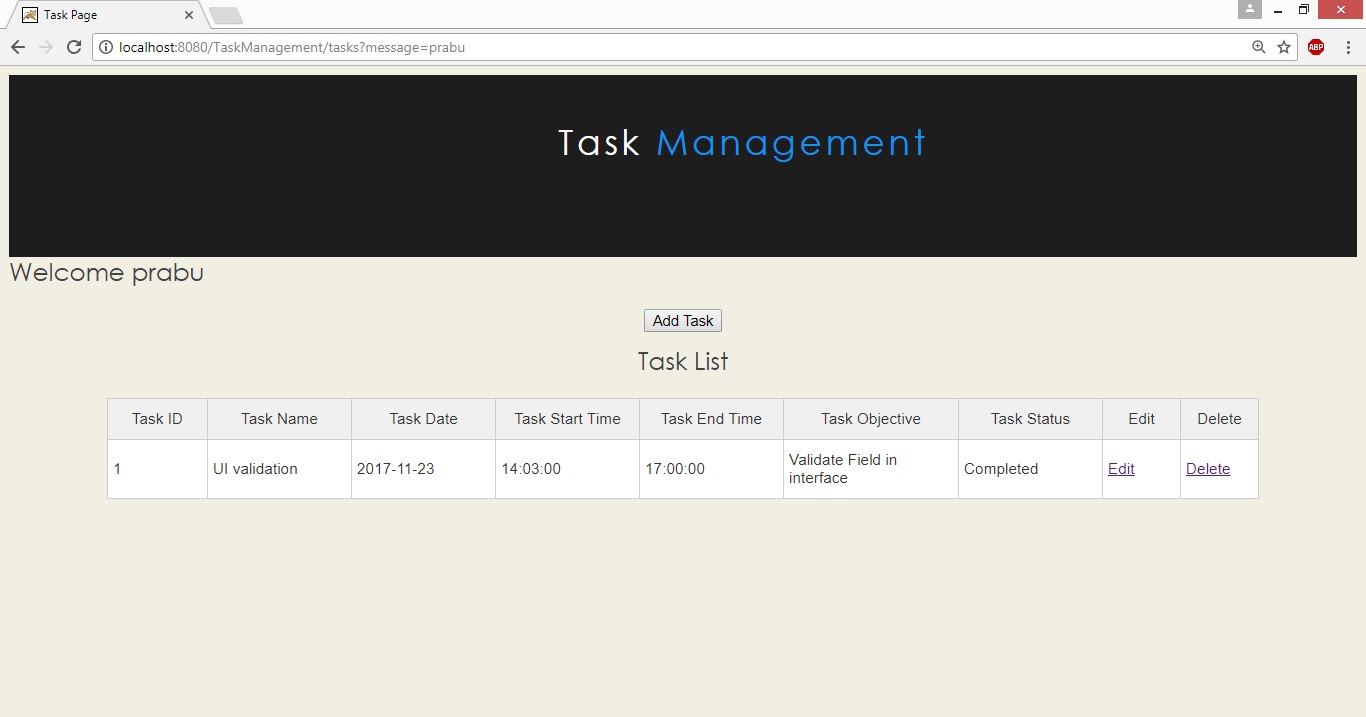 Task Page
localhost:8080/TaskManagement/tasks?message=prabu
ABP
Task Management
Welcome prabu
Add Task
Task List
Task ID Task Name Task Date Task Start Time Task End Time Task Objective Task Status Edit Delete
1 UI validation 2017-11-23 14:03:00 17:00:00 Validate Field in interface Completed Edit Delete